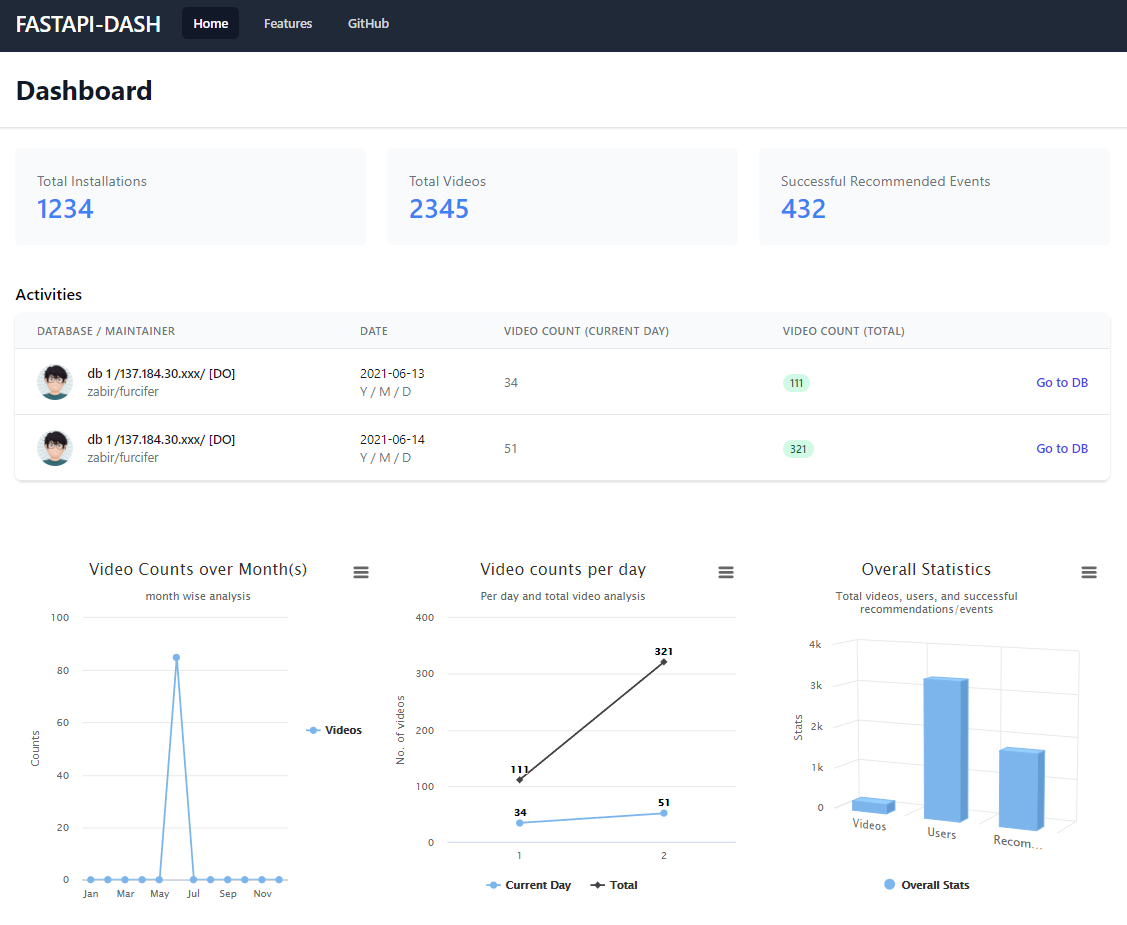 FASTAPI-DASH Home Features GitHub
Dashboard
Total Installations
1234
Total Videos
2345
Successful Recommended Events
432
Activities
DATABASE / MAINTAINER DATE VIDEO COUNT (CURRENT DAY) VIDEO COUNT (TOTAL)
db 1 /137.184.30.xxx/ [DO]
zabir/furcifer
2021-06-13
Y / M / D
34
111
Go to DB
db 1 /137.184.30.xxx/ [DO]
zabir/furcifer
2021-06-14
Y / M / D
51
321
Go to DB
Video Counts over Month(s)
month wise analysis
Counts
100
80
60
40
20
0
Jan Mar May Jul Sep Nov
Videos
Video counts per day
Per day and total video analysis
No. of videos
400
300
200
100
0
321
111
51
34
1 2
Current Day Total
Overall Statistics
Total videos, users, and successful
recommendations/events
Stats
4k
3k
2k
1k
0
Videos Users Recom...
Overall Stats